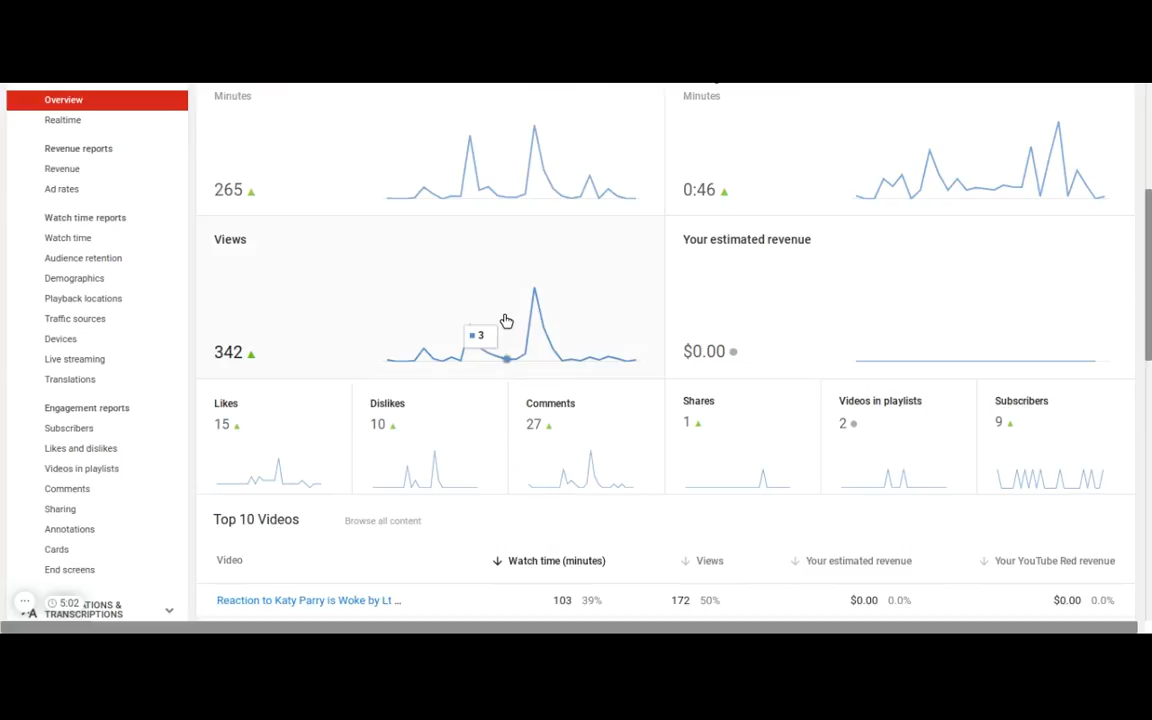 Overview
Realtime
Revenue reports
Revenue
Ad rates
Watch time reports
Watch time
Audience retention
Demographics
Playback locations
Traffic sources
Devices
Live streaming
Translations
Engagement reports
Subscribers
Likes and dislikes
Videos in playlists
Comments
Sharing
Annotations
Cards
End screens
5:02
TIONS &
TRANSCRIPTIONS
Minutes
265
Minutes
0:46
Views
3
342
Your estimated revenue
$0.00
Likes
15
Dislikes
10
Comments
27
Shares
1
Videos in playlists
2
Subscribers
9
Top 10 Videos Browse all content
Video Watch time (minutes) Views Your estimated revenue Your YouTube Red revenue
Reaction to Katy Parry is Woke by Lt ... 103 39% 172 50% $0.00 0.0% $0.00 0.0%